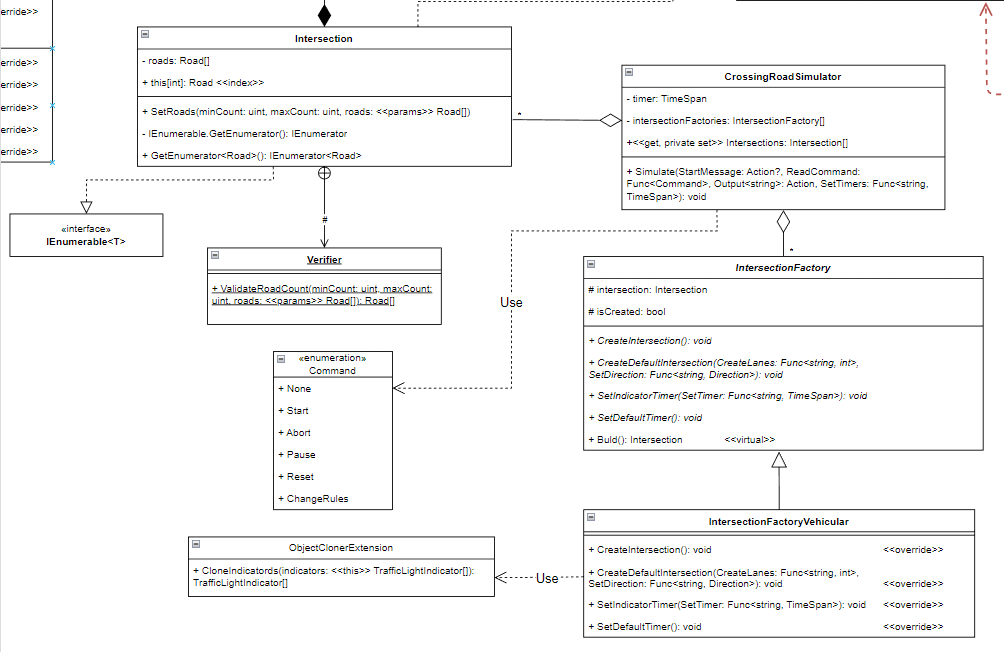 erride>>
erride>>
erride>>
erride>>
erride>>
erride>>
Intersection
- roads: Road[]
+ this[int]: Road <<index>>
+ SetRoads(minCount: uint, maxCount: uint, roads: <<params>> Road[])
- IEnumerable.GetEnumerator(): IEnumerator
+ GetEnumerator<Road>(): IEnumerator<Road>
*
CrossingRoadSimulator
- timer: TimeSpan
- intersectionFactories: IntersectionFactory[]
+<<get, private set>> Intersections: Intersection[]
+ Simulate(StartMessage: Action?, ReadCommand:
Func<Command>, Output<string>: Action, SetTimers: Func<string,
TimeSpan>): void
«interface»
IEnumerable<T>
#
Verifier
+ ValidateRoadCount(minCount: uint, maxCount:
uint, roads: <<params>> Road[]): Road[]
Use
*
IntersectionFactory
# intersection: Intersection
# isCreated: bool
+ CreateIntersection(): void
+ CreateDefaultIntersection(CreateLanes: Func<string, int>,
SetDirection: Func<string, Direction>): void
+ SetIndicatorTimer(SetTimer: Func<string, TimeSpan>): void
+ SetDefaultTimer(): void
+ Buld(): Intersection <<virtual>>
«enumeration»
Command
+ None
+ Start
+ Abort
+ Pause
+ Reset
+ ChangeRules
IntersectionFactoryVehicular
+ CreateIntersection(): void <<override>>
+ CreateDefaultIntersection(CreateLanes: Func<string, int>,
SetDirection: Func<string, Direction>): void <<override>>
+ SetIndicatorTimer(SetTimer: Func<string, TimeSpan>): void <<override>>
+ SetDefaultTimer(): void <<override>>
ObjectClonerExtension
+ CloneIndicatords(indicators: <<this>> TrafficLightIndicator[]):
TrafficLightIndicator[]
Use